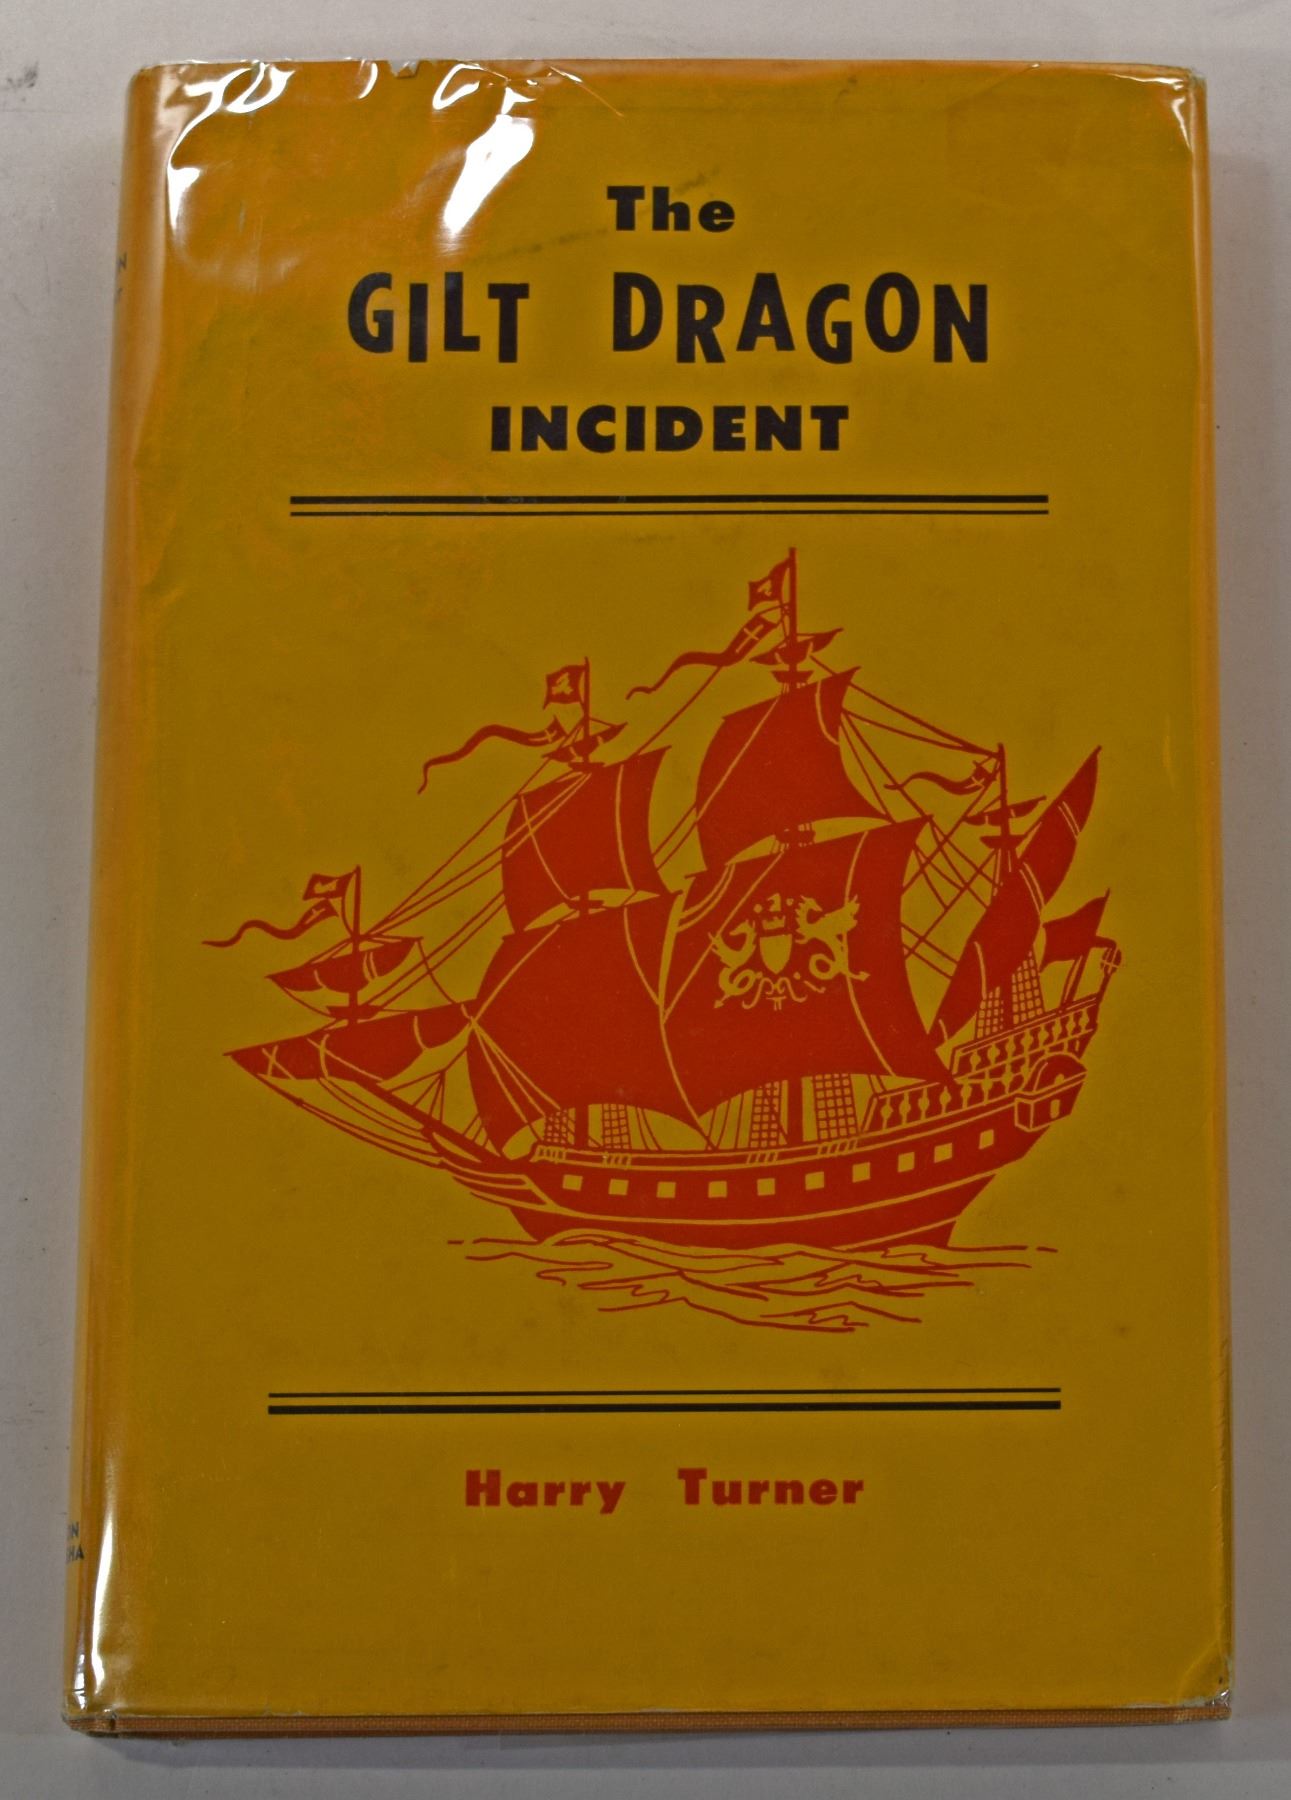 The
GILT DRAGON
INCIDENT
Harry Turner